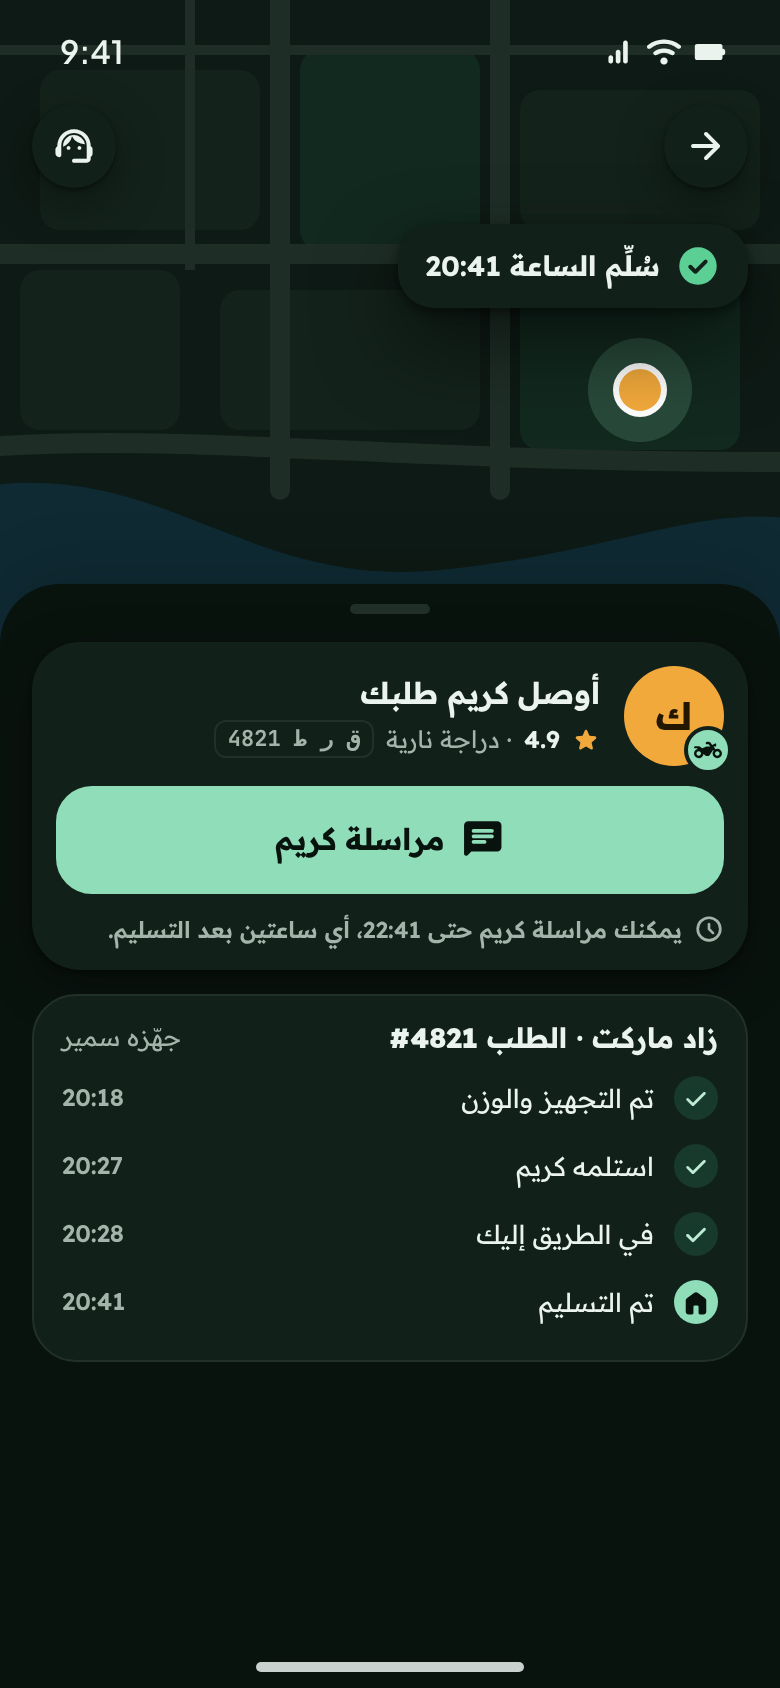 9:41
سُلِّم الساعة 20:41
أوصل كريم طلبك
ك
4.9 · دراجة نارية ق ر ط 4821
مراسلة كريم
يمكنك مراسلة كريم حتى 22:41، أي ساعتين بعد التسليم.
زاد ماركت · الطلب 4821#
جهّزه سمير
تم التجهيز والوزن 20:18
استلمه كريم 20:27
في الطريق إليك 20:28
تم التسليم 20:41